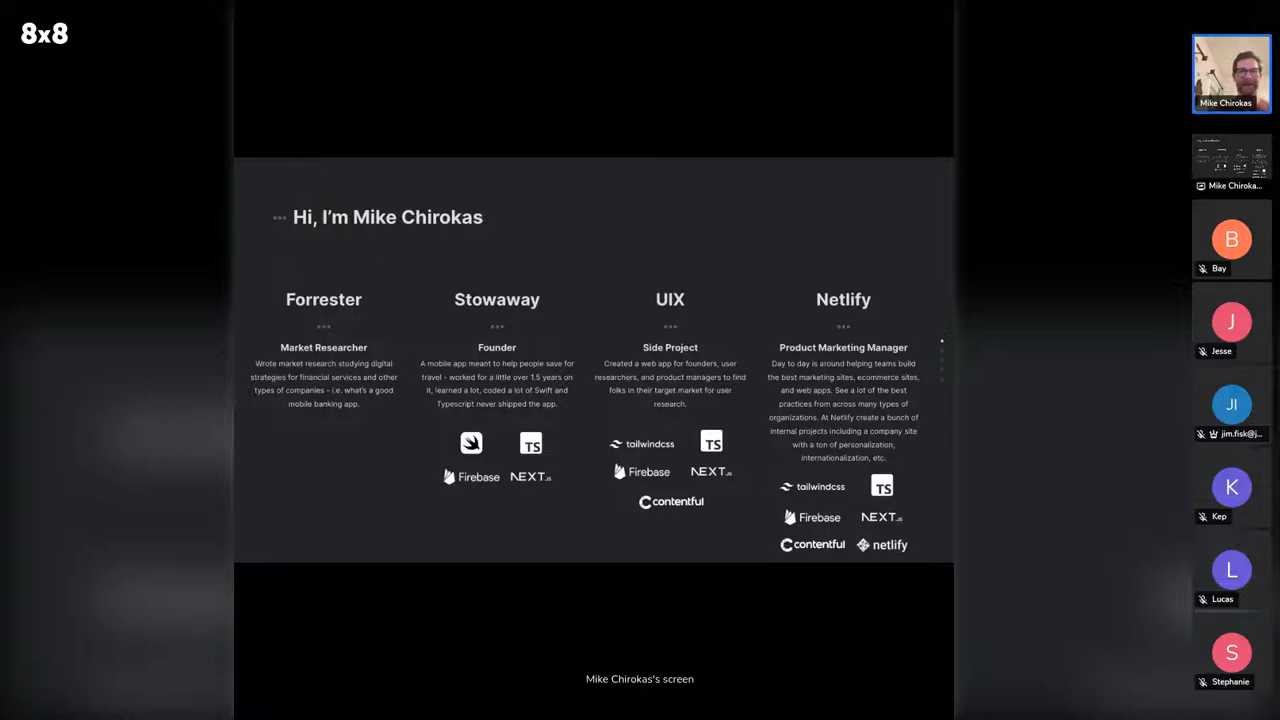 8x8
Hi, I'm Mike Chirokas
Forrester
Market Researcher
Wrote market research studying digital
strategies for financial services and other
types of companies - i.e. what's a good
mobile banking app.
Stowaway
Founder
A mobile app meant to help people save for
travel - worked for a little over 1.5 years on
it, learned a lot, coded a lot of Swift and
Typescript never shipped the app.
TS
Firebase
NEXT.JS
UIX
Side Project
Created a web app for founders, user
researchers, and product managers to find
folks in their target market for user
research.
tailwindcss
TS
Firebase
NEXT.JS
contentful
Netlify
Product Marketing Manager
Day to day is around helping teams build
the best marketing sites, ecommerce sites,
and web apps. See a lot of the best
practices from across many types of
organizations. At Netlify create a bunch of
internal projects including a company site
with a ton of personalization,
internationalization, etc.
tailwindcss
TS
Firebase
NEXT.JS
contentful
netlify
Mike Chirokas's screen
Mike Chirokas
Mike Chiroka...
B
Bay
J
Jesse
JI
jim.fisk@j...
K
Kep
L
Lucas
S
Stephanie